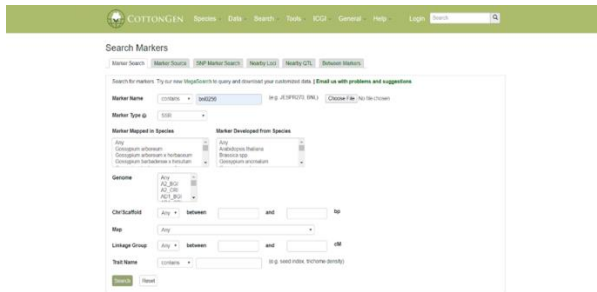 COTTONGEN Species Data Search Tools ICGI General Help Login Search
Search Markers
Marker Search Marker Source SNP Marker Search Nearby Loci Nearby QTL Between Markers
Search for markers. Try our new MegaSearch to query and download your customized data. | Email us with problems and suggestions
Marker Name contains bnl0256 (e.g. JESPR270, BNL) Choose File No file chosen
Marker Type SSR
Marker Mapped in Species Marker Developed from Species
Any Any
Gossypium arboreum Arabidopsis thaliana
Gossypium arboreum x herbaceum Brassica spp
Gossypium barbadense x hirsutum Gossypium anomalum
Genome Any
A2_BGI
A2_CRI
AD1_BGI
Chr/Scaffold Any between and bp
Map Any
Linkage Group Any between and cM
Trait Name contains (e.g. seed index, trichome density)
Search Reset